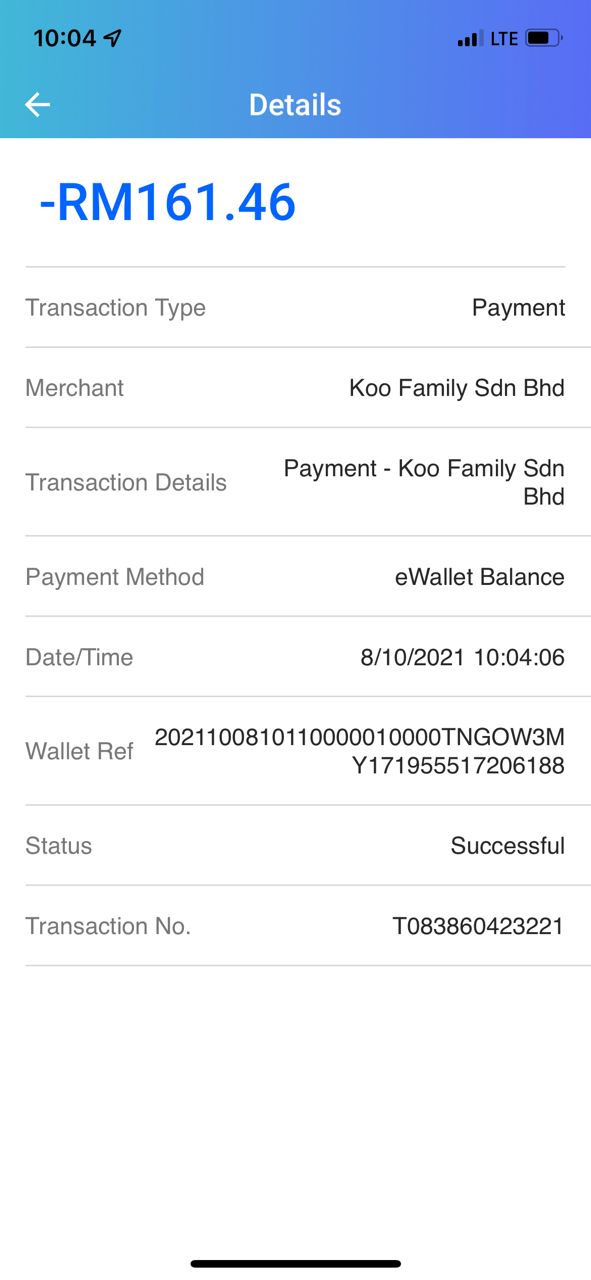 10:04 LTE
Details
-RM161.46
Transaction Type Payment
Merchant Koo Family Sdn Bhd
Transaction Details Payment - Koo Family Sdn
Bhd
Payment Method eWallet Balance
Date/Time 8/10/2021 10:04:06
Wallet Ref 2021100810110000010000TNGOW3M
Y171955517206188
Status Successful
Transaction No. T083860423221